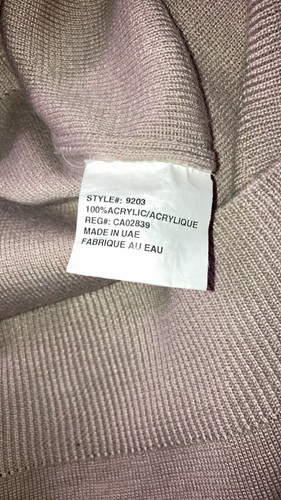 STYLE#: 9203
100%ACRYLIC/ACRYLIQUE
REG#: CA02839
MADE IN UAE
FABRIQUE AU EAU